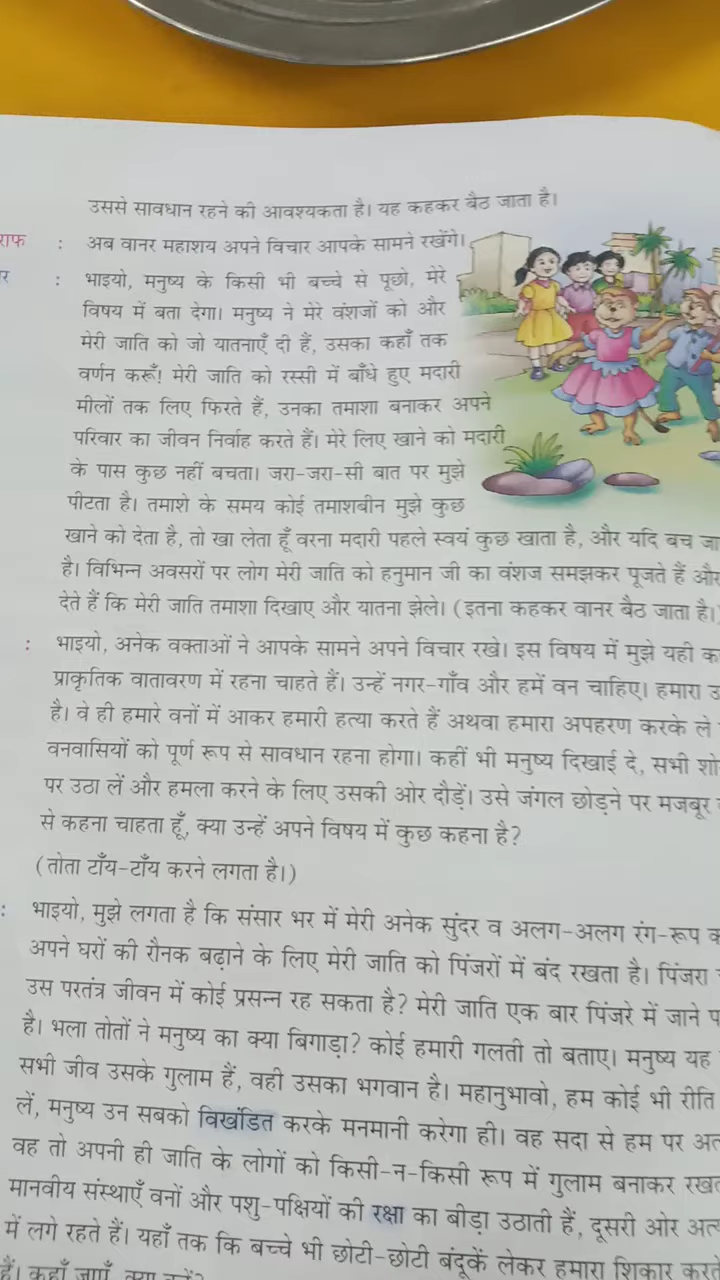 उससे सावधान रहने की आवश्यकता है। यह कहकर बैठ जाता है।
राफ : अब वानर महाशय अपने विचार आपके सामने रखेंगे।
र : भाइयो, मनुष्य के किसी भी बच्चे से पूछो, मेरे
विषय में बता देगा। मनुष्य ने मेरे वंशजों को और
मेरी जाति को जो यातनाएँ दी हैं, उसका कहाँ तक
वर्णन करूँ! मेरी जाति को रस्सी में बाँधे हुए मदारी
मीलों तक लिए फिरते हैं, उनका तमाशा बनाकर अपने
परिवार का जीवन निर्वाह करते हैं। मेरे लिए खाने को मदारी
के पास कुछ नहीं बचता। जरा-जरा-सी बात पर मुझे
पीटता है। तमाशे के समय कोई तमाशबीन मुझे कुछ
खाने को देता है, तो खा लेता हूँ वरना मदारी पहले स्वयं कुछ खाता है, और यदि बच जा
है। विभिन्न अवसरों पर लोग मेरी जाति को हनुमान जी का वंशज समझकर पूजते हैं और
देते हैं कि मेरी जाति तमाशा दिखाए और यातना झेले। (इतना कहकर वानर बैठ जाता है।)
: भाइयो, अनेक वक्ताओं ने आपके सामने अपने विचार रखे। इस विषय में मुझे यही क
प्राकृतिक वातावरण में रहना चाहते हैं। उन्हें नगर-गाँव और हमें वन चाहिए। हमारा उ
है। वे ही हमारे वनों में आकर हमारी हत्या करते हैं अथवा हमारा अपहरण करके ले
वनवासियों को पूर्ण रूप से सावधान रहना होगा। कहीं भी मनुष्य दिखाई दे, सभी शो
पर उठा लें और हमला करने के लिए उसकी ओर दौड़ें। उसे जंगल छोड़ने पर मजबूर
से कहना चाहता हूँ, क्या उन्हें अपने विषय में कुछ कहना है?
(तोता टाँय-टाँय करने लगता है।)
: भाइयो, मुझे लगता है कि संसार भर में मेरी अनेक सुंदर व अलग-अलग रंग-रूप क
अपने घरों की रौनक बढ़ाने के लिए मेरी जाति को पिंजरों में बंद रखता है। पिंजरा
उस परतंत्र जीवन में कोई प्रसन्न रह सकता है? मेरी जाति एक बार पिंजरे में जाने प
है। भला तोतों ने मनुष्य का क्या बिगाड़ा? कोई हमारी गलती तो बताए। मनुष्य यह
सभी जीव उसके गुलाम हैं, वही उसका भगवान है। महानुभावो, हम कोई भी रीति
लें, मनुष्य उन सबको विखंडित करके मनमानी करेगा ही। वह सदा से हम पर अत
वह तो अपनी ही जाति के लोगों को किसी-न-किसी रूप में गुलाम बनाकर रखत
मानवीय संस्थाएँ वनों और पशु-पक्षियों की रक्षा का बीड़ा उठाती हैं, दूसरी ओर अत्
में लगे रहते हैं। यहाँ तक कि बच्चे भी छोटी-छोटी बंदूकें लेकर हमारा शिकार करते
हैं। कहाँ जाएँ,